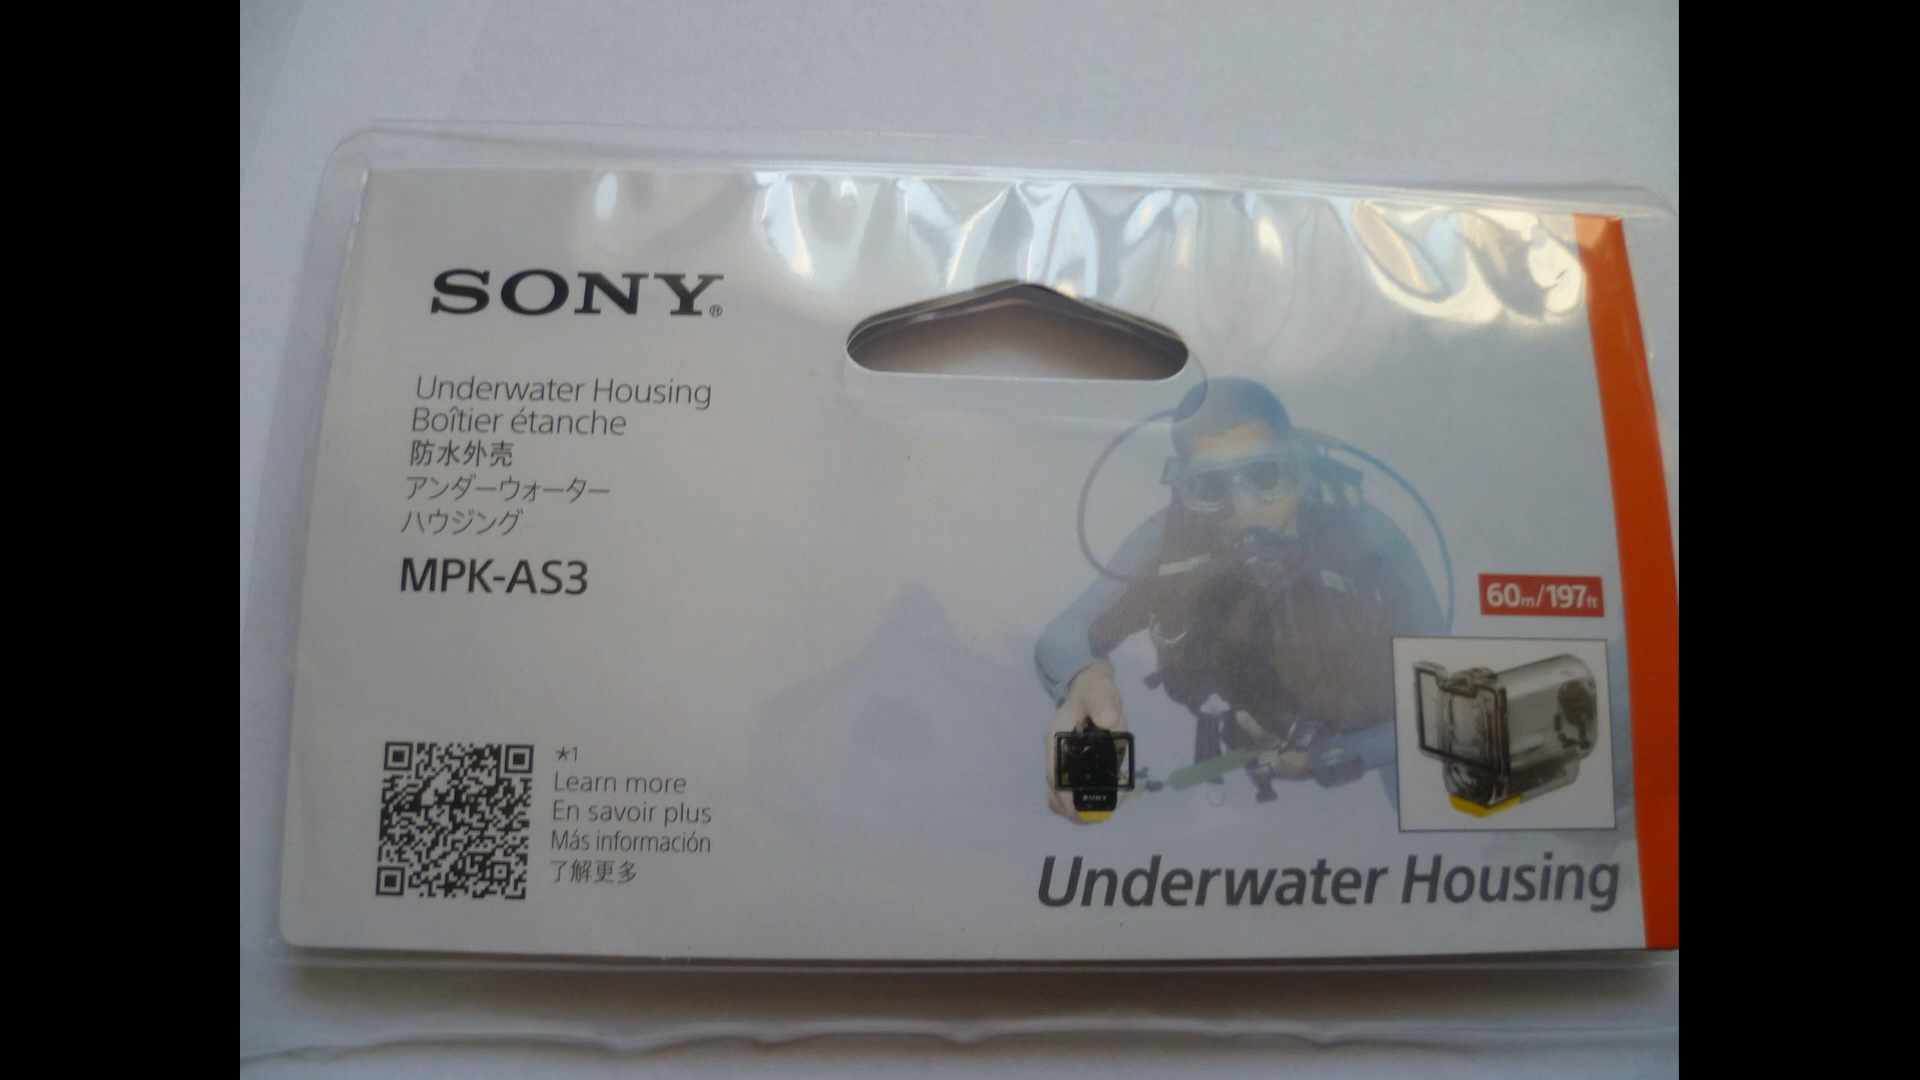 SONY®
Underwater Housing
Boîtier étanche
防水外壳
アンダーウォーター
ハウジング
MPK-AS3
60m/197ft
*1
Learn more
En savoir plus
Más información
了解更多
SONY
Underwater Housing